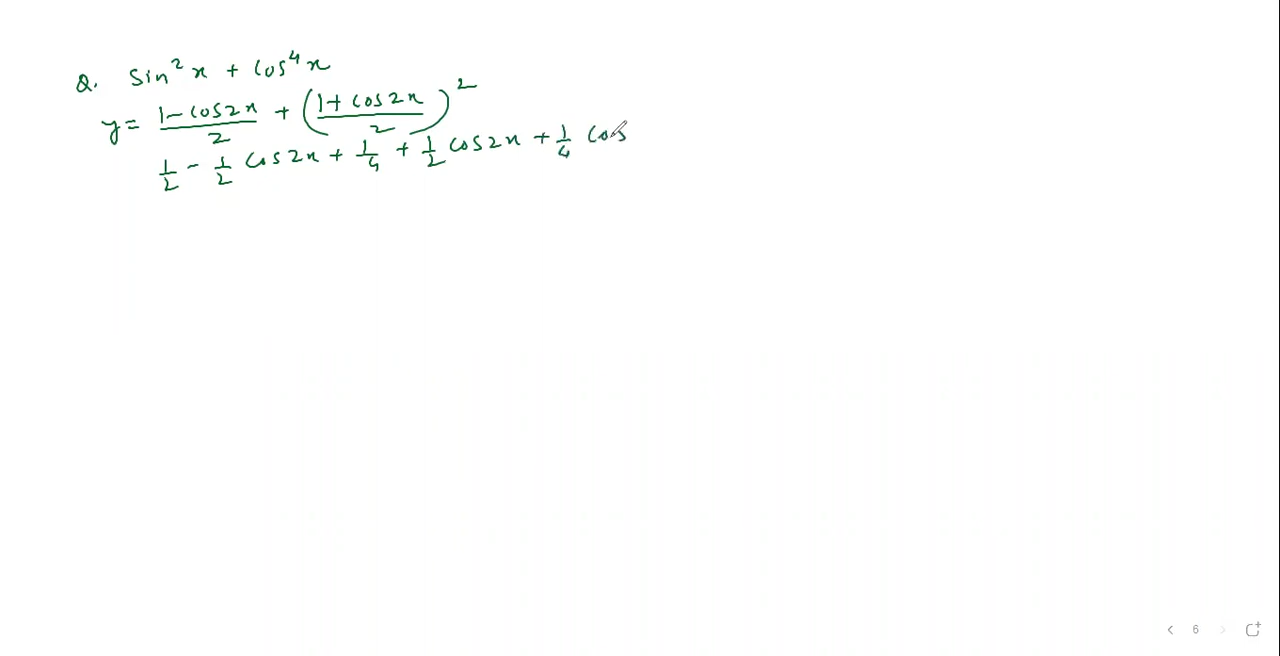 Q. sin²x + cos⁴x
y = (1 - cos2x)/2 + ((1 + cos2x)/2)²
1/2 - 1/2 cos2x + 1/4 + 1/2 cos2x + 1/4 cos
< 6 >